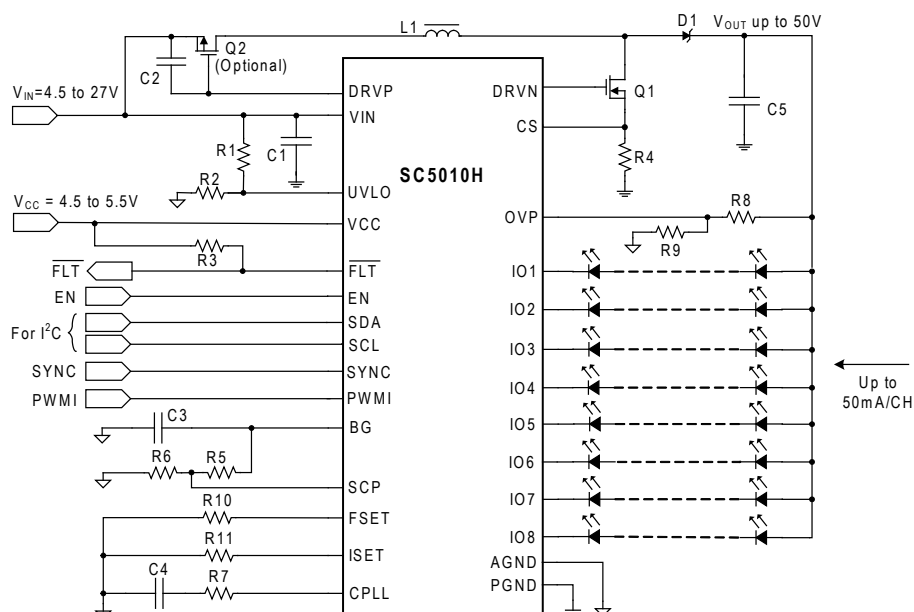 L1
D1
V_OUT up to 50V
Q2
(Optional)
C2
V_IN=4.5 to 27V
DRVP
DRVN
Q1
C5
VIN
CS
R1
C1
R4
SC5010H
R2
UVLO
V_CC = 4.5 to 5.5V
VCC
OVP
R8
R9
R3
FLT
FLT
IO1
EN
EN
IO2
For I²C
SDA
SCL
IO3
SYNC
SYNC
IO4
Up to
50mA/CH
PWMI
PWMI
C3
BG
IO5
R6
R5
IO6
SCP
IO7
R10
FSET
IO8
R11
ISET
AGND
C4
R7
CPLL
PGND